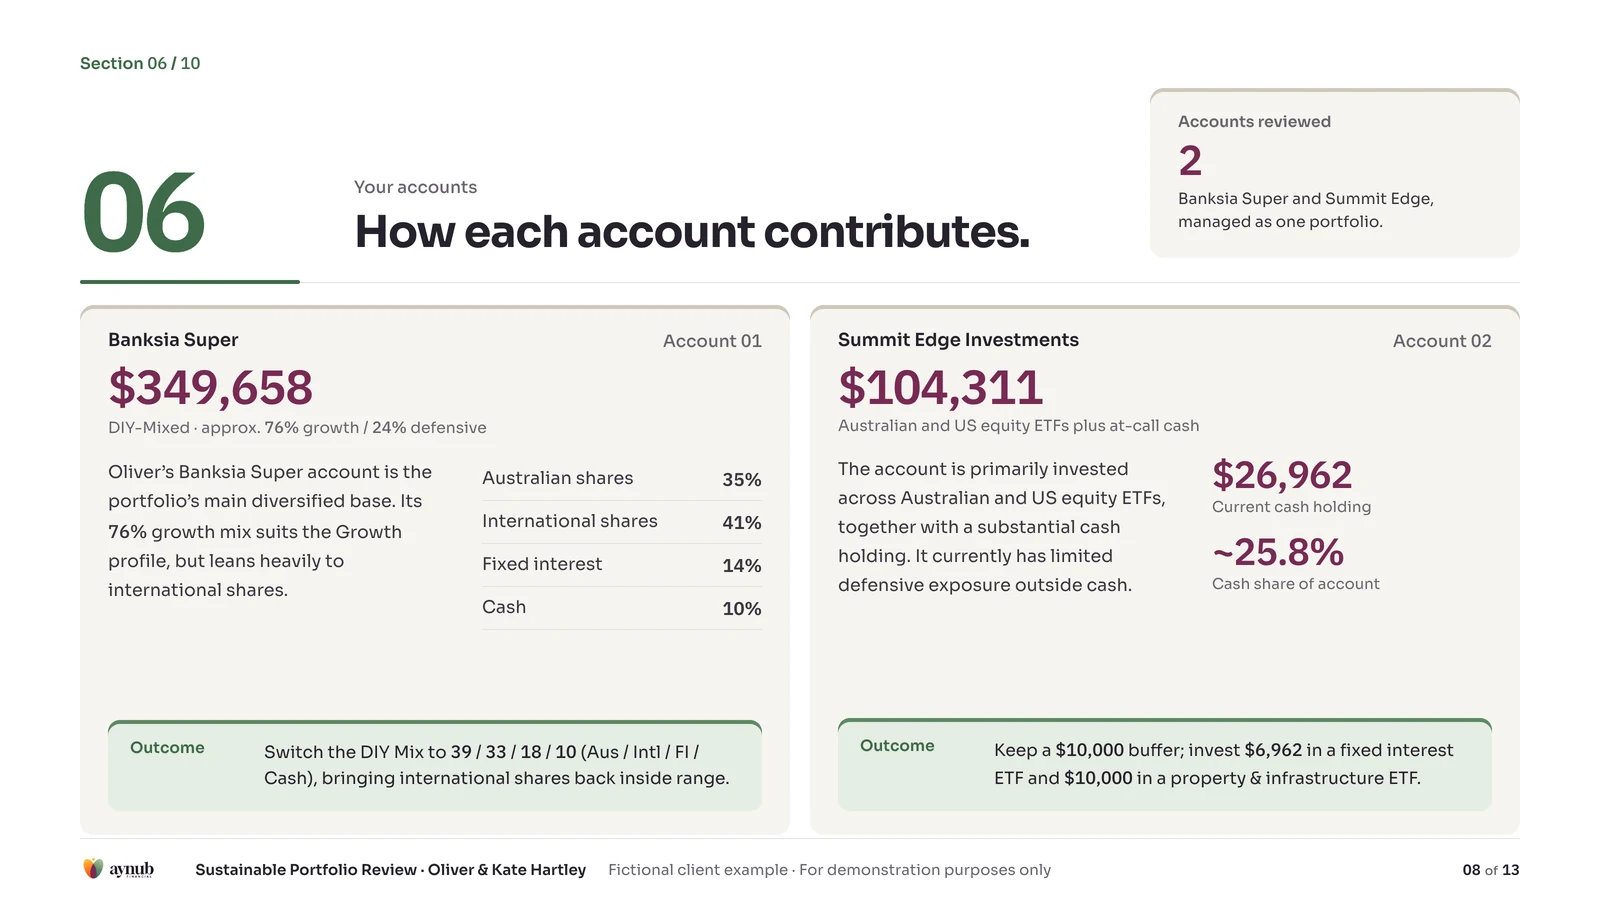 Section 06 / 10
Accounts reviewed
2
Banksia Super and Summit Edge,
managed as one portfolio.
06
Your accounts
How each account contributes.
Banksia Super
Account 01
$349,658
DIY-Mixed · approx. 76% growth / 24% defensive
Oliver’s Banksia Super account is the
portfolio’s main diversified base. Its
76% growth mix suits the Growth
profile, but leans heavily to
international shares.
Australian shares 35%
International shares 41%
Fixed interest 14%
Cash 10%
Outcome
Switch the DIY Mix to 39 / 33 / 18 / 10 (Aus / Intl / FI /
Cash), bringing international shares back inside range.
Summit Edge Investments
Account 02
$104,311
Australian and US equity ETFs plus at-call cash
The account is primarily invested
across Australian and US equity ETFs,
together with a substantial cash
holding. It currently has limited
defensive exposure outside cash.
$26,962
Current cash holding
~25.8%
Cash share of account
Outcome
Keep a $10,000 buffer; invest $6,962 in a fixed interest
ETF and $10,000 in a property & infrastructure ETF.
aynub
FINANCIAL
Sustainable Portfolio Review · Oliver & Kate Hartley
Fictional client example · For demonstration purposes only
08 of 13